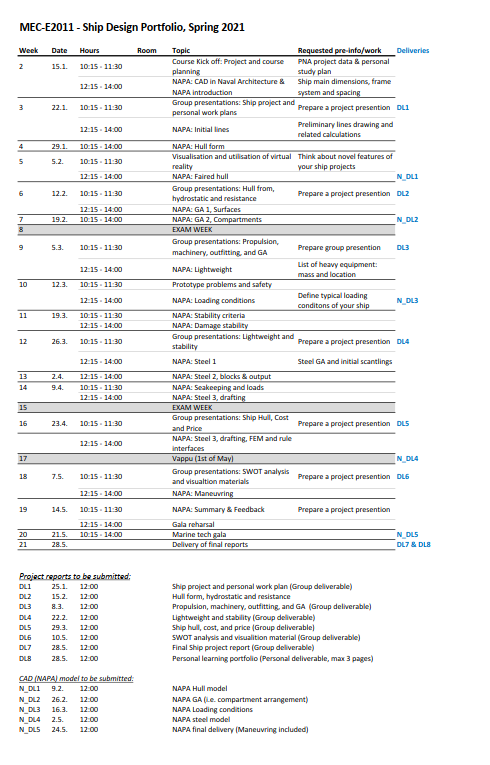 MEC-E2011 - Ship Design Portfolio, Spring 2021
Week Date Hours Room Topic Requested pre-info/work Deliveries
2 15.1. 10:15 - 11:30 Course Kick off: Project and course planning PNA project data & personal study plan
12:15 - 14:00 NAPA: CAD in Naval Architecture & NAPA introduction Ship main dimensions, frame system and spacing
3 22.1. 10:15 - 11:30 Group presentations: Ship project and personal work plans Prepare a project presention DL1
12:15 - 14:00 NAPA: Initial lines Preliminary lines drawing and related calculations
4 29.1. 10:15 - 14:00 NAPA: Hull form
5 5.2. 10:15 - 11:30 Visualisation and utilisation of virtual reality Think about novel features of your ship projects
12:15 - 14:00 NAPA: Faired hull N_DL1
6 12.2. 10:15 - 11:30 Group presentations: Hull from, hydrostatic and resistance Prepare a project presention DL2
12:15 - 14:00 NAPA: GA 1, Surfaces
7 19.2. 10:15 - 14:00 NAPA: GA 2, Compartments N_DL2
8 EXAM WEEK
9 5.3. 10:15 - 11:30 Group presentations: Propulsion, machinery, outfitting, and GA Prepare group presention DL3
12:15 - 14:00 NAPA: Lightweight List of heavy equipment: mass and location
10 12.3. 10:15 - 11:30 Prototype problems and safety
12:15 - 14:00 NAPA: Loading conditions Define typical loading conditons of your ship N_DL3
11 19.3. 10:15 - 11:30 NAPA: Stability criteria
12:15 - 14:00 NAPA: Damage stability
12 26.3. 10:15 - 11:30 Group presentations: Lightweight and stability Prepare a project presention DL4
12:15 - 14:00 NAPA: Steel 1 Steel GA and initial scantlings
13 2.4. 12:15 - 14:00 NAPA: Steel 2, blocks & output
14 9.4. 10:15 - 11:30 NAPA: Seakeeping and loads
12:15 - 14:00 NAPA: Steel 3, drafting
15 EXAM WEEK
16 23.4. 10:15 - 11:30 Group presentations: Ship Hull, Cost and Price Prepare a project presention DL5
12:15 - 14:00 NAPA: Steel 3, drafting, FEM and rule interfaces
17 Vappu (1st of May) N_DL4
18 7.5. 10:15 - 11:30 Group presentations: SWOT analysis and visualtion materials Prepare a project presention DL6
12:15 - 14:00 NAPA: Maneuvring
19 14.5. 10:15 - 11:30 NAPA: Summary & Feedback Prepare a project presention
12:15 - 14:00 Gala reharsal
20 21.5. 10:15 - 14:00 Marine tech gala N_DL5
21 28.5. Delivery of final reports DL7 & DL8
Project reports to be submitted:
DL1 25.1. 12:00 Ship project and personal work plan (Group deliverable)
DL2 15.2. 12:00 Hull form, hydrostatic and resistance
DL3 8.3. 12:00 Propulsion, machinery, outfitting, and GA (Group deliverable)
DL4 22.2. 12:00 Lightweight and stability (Group deliverable)
DL5 29.3. 12:00 Ship hull, cost, and price (Group deliverable)
DL6 10.5. 12:00 SWOT analysis and visualition material (Group deliverable)
DL7 28.5. 12:00 Final Ship project report (Group deliverable)
DL8 28.5. 12:00 Personal learning portfolio (Personal deliverable, max 3 pages)
CAD (NAPA) model to be submitted:
N_DL1 9.2. 12:00 NAPA Hull model
N_DL2 26.2. 12:00 NAPA GA (i.e. compartment arrangement)
N_DL3 16.3. 12:00 NAPA Loading conditions
N_DL4 2.5. 12:00 NAPA steel model
N_DL5 24.5. 12:00 NAPA final delivery (Maneuvring included)